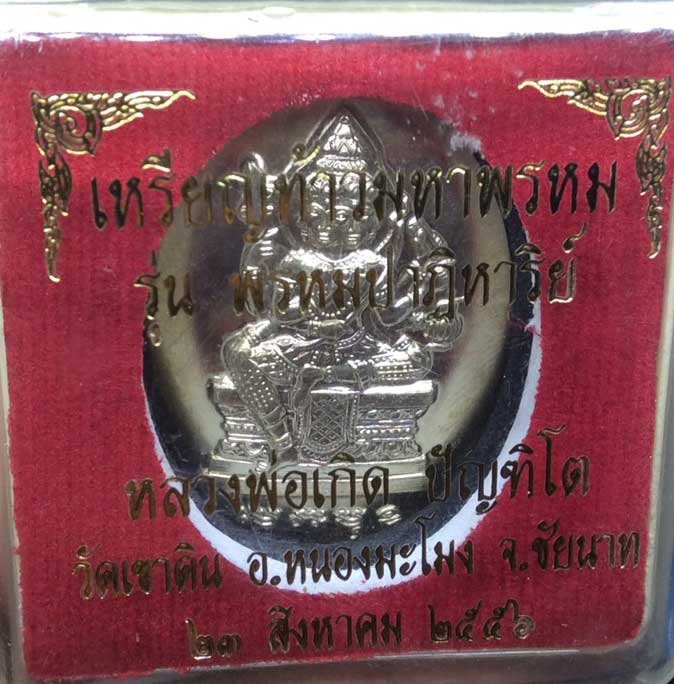 เหรียญท้าวมหาพรหม
รุ่น พรหมปาฏิหาริย์
หลวงพ่อเกิด ปัญฑิโต
วัดเขาดิน อ.หนองมะโมง จ.ชัยนาท
๒๓ สิงหาคม ๒๕๕๖